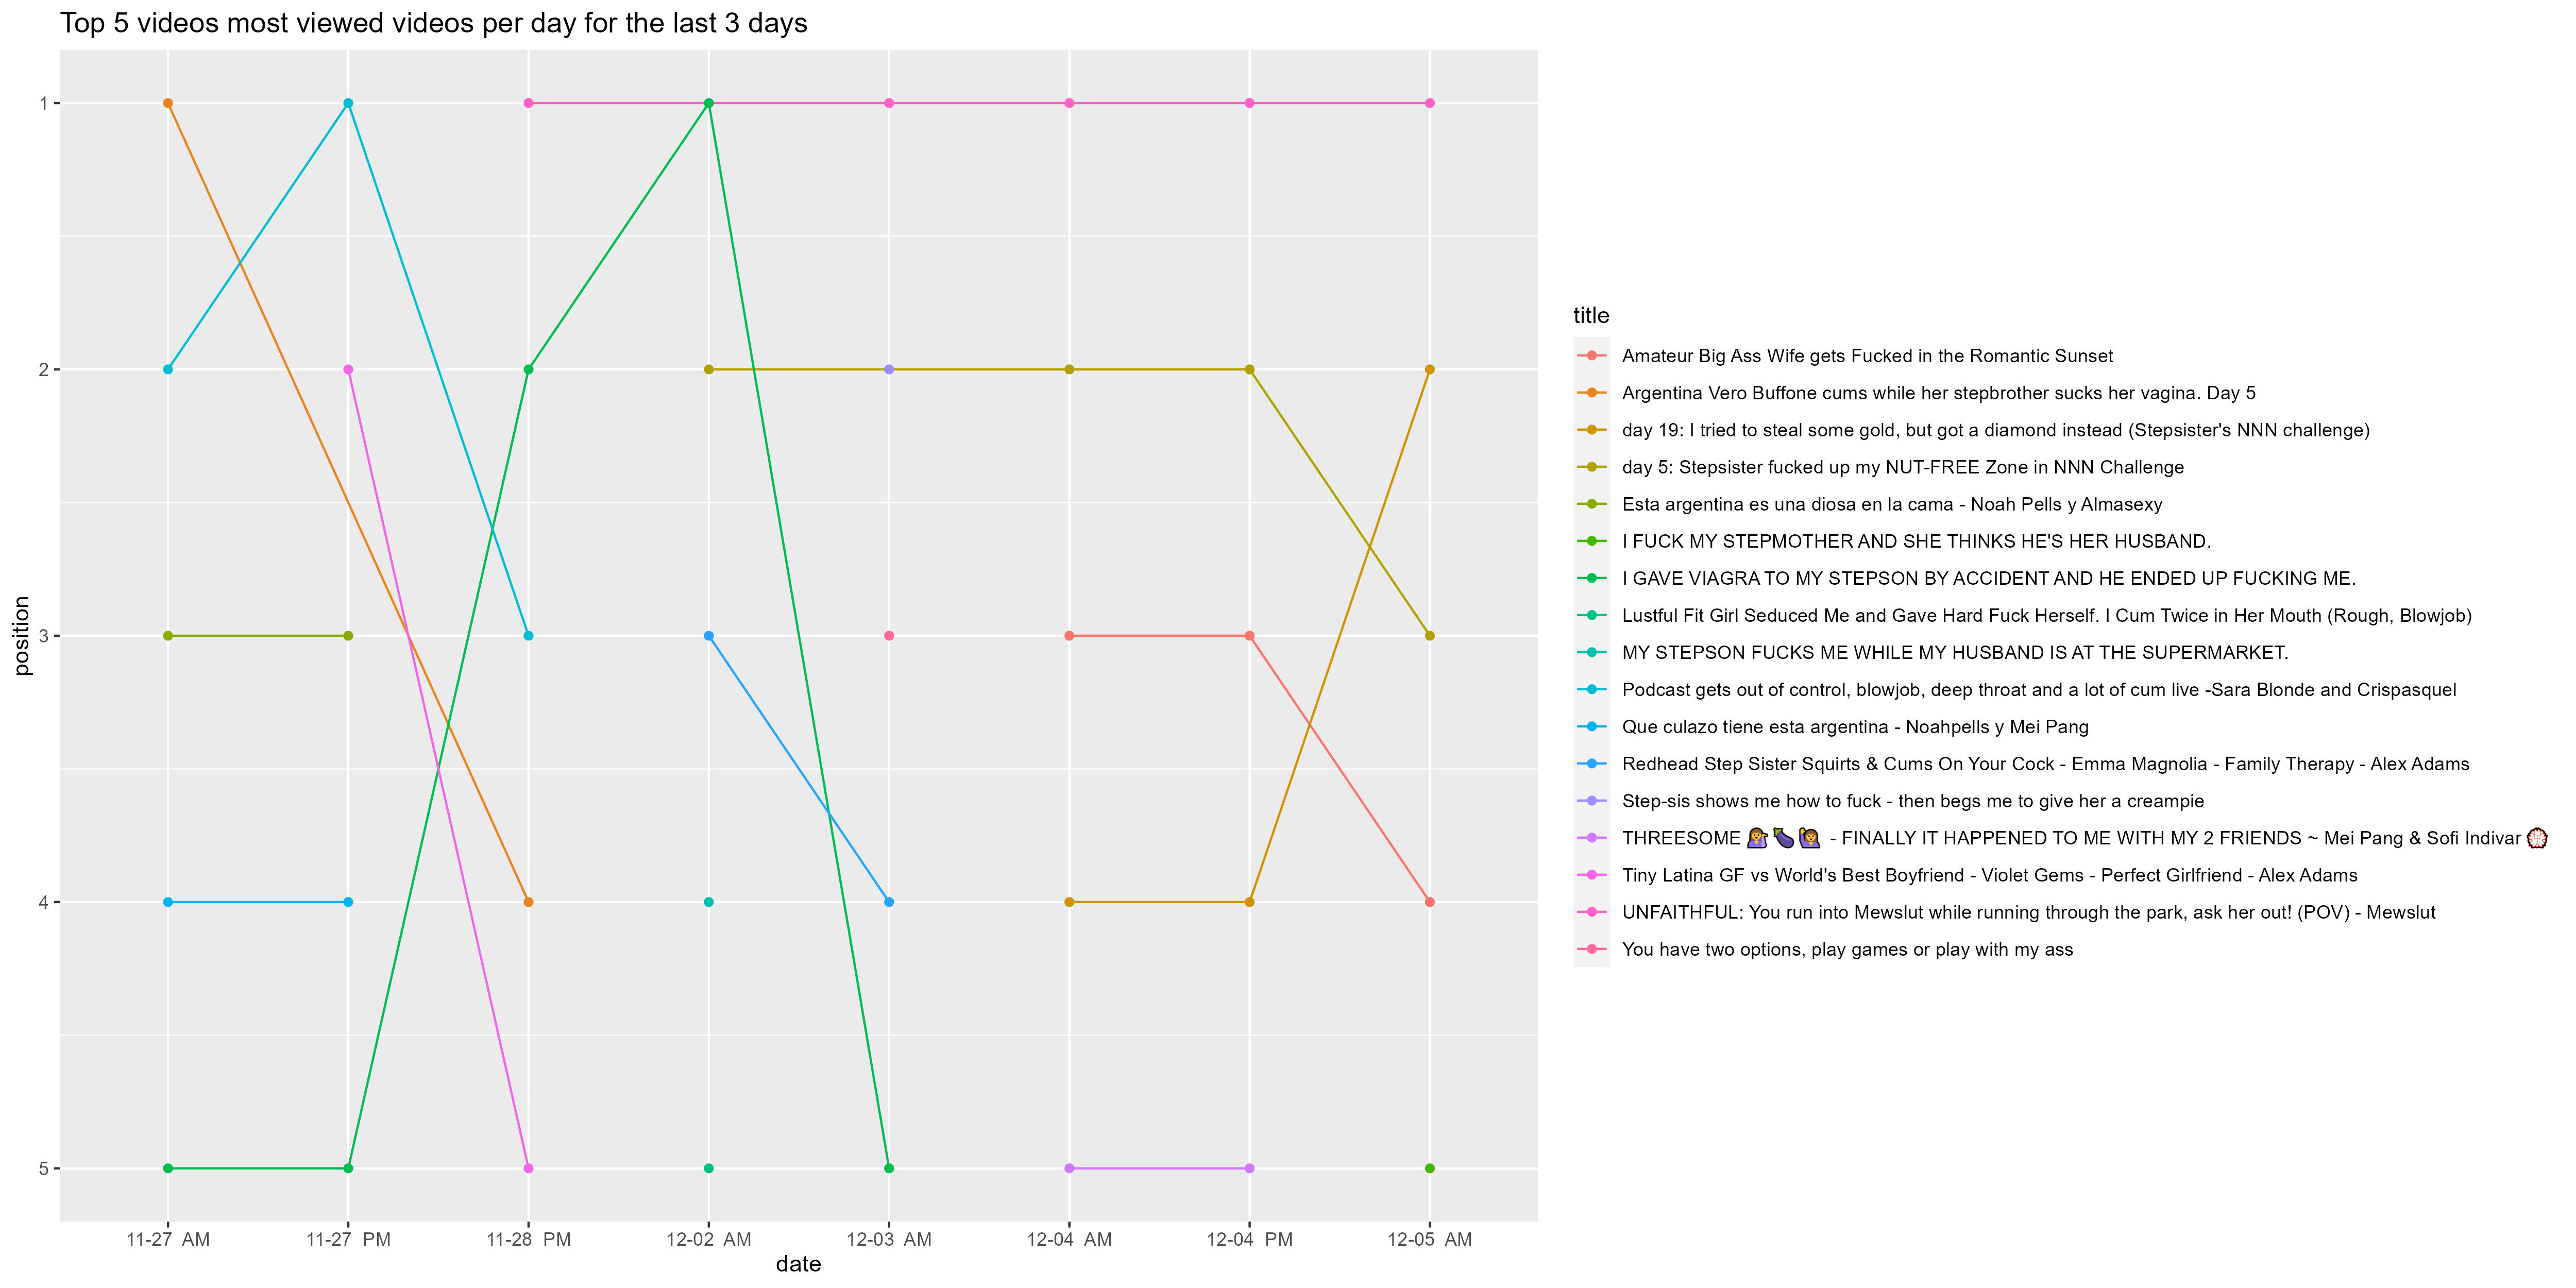 Top 5 videos most viewed videos per day for the last 3 days
position
1
2
3
4
5
11-27 AM
11-27 PM
11-28 PM
12-02 AM
12-03 AM
12-04 AM
12-04 PM
12-05 AM
date
title
Amateur Big Ass Wife gets Fucked in the Romantic Sunset
Argentina Vero Buffone cums while her stepbrother sucks her vagina. Day 5
day 19: I tried to steal some gold, but got a diamond instead (Stepsister's NNN challenge)
day 5: Stepsister fucked up my NUT-FREE Zone in NNN Challenge
Esta argentina es una diosa en la cama - Noah Pells y Almasexy
I FUCK MY STEPMOTHER AND SHE THINKS HE'S HER HUSBAND.
I GAVE VIAGRA TO MY STEPSON BY ACCIDENT AND HE ENDED UP FUCKING ME.
Lustful Fit Girl Seduced Me and Gave Hard Fuck Herself. I Cum Twice in Her Mouth (Rough, Blowjob)
MY STEPSON FUCKS ME WHILE MY HUSBAND IS AT THE SUPERMARKET.
Podcast gets out of control, blowjob, deep throat and a lot of cum live -Sara Blonde and Crispasquel
Que culazo tiene esta argentina - Noahpells y Mei Pang
Redhead Step Sister Squirts & Cums On Your Cock - Emma Magnolia - Family Therapy - Alex Adams
Step-sis shows me how to fuck - then begs me to give her a creampie
THREESOME 💁‍♀️🍆🙋‍♀️ - FINALLY IT HAPPENED TO ME WITH MY 2 FRIENDS ~ Mei Pang & Sofi Indivar 💮
Tiny Latina GF vs World's Best Boyfriend - Violet Gems - Perfect Girlfriend - Alex Adams
UNFAITHFUL: You run into Mewslut while running through the park, ask her out! (POV) - Mewslut
You have two options, play games or play with my ass